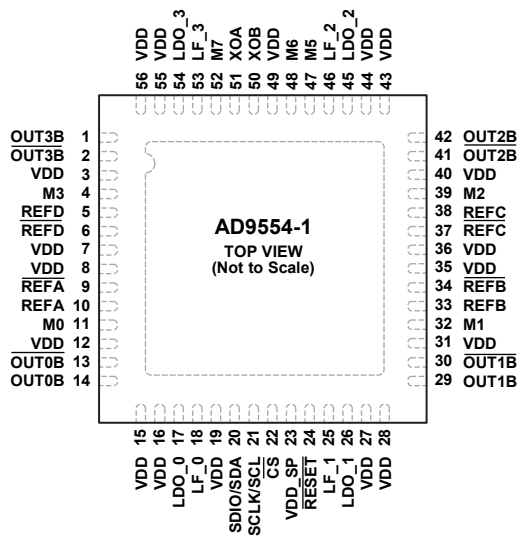 56 VDD
55 VDD
54 LDO_3
53 LF_3
52 M7
51 XOA
50 XOB
49 VDD
48 M6
47 M5
46 LF_2
45 LDO_2
44 VDD
43 VDD
OUT3B 1
OUT3B 2
VDD 3
M3 4
REFD 5
REFD 6
VDD 7
VDD 8
REFA 9
REFA 10
M0 11
VDD 12
OUT0B 13
OUT0B 14
AD9554-1
TOP VIEW
(Not to Scale)
42 OUT2B
41 OUT2B
40 VDD
39 M2
38 REFC
37 REFC
36 VDD
35 VDD
34 REFB
33 REFB
32 M1
31 VDD
30 OUT1B
29 OUT1B
VDD 15
VDD 16
LDO_0 17
LF_0 18
VDD 19
SDIO/SDA 20
SCLK/SCL 21
CS 22
VDD_SP 23
RESET 24
LF_1 25
LDO_1 26
VDD 27
VDD 28